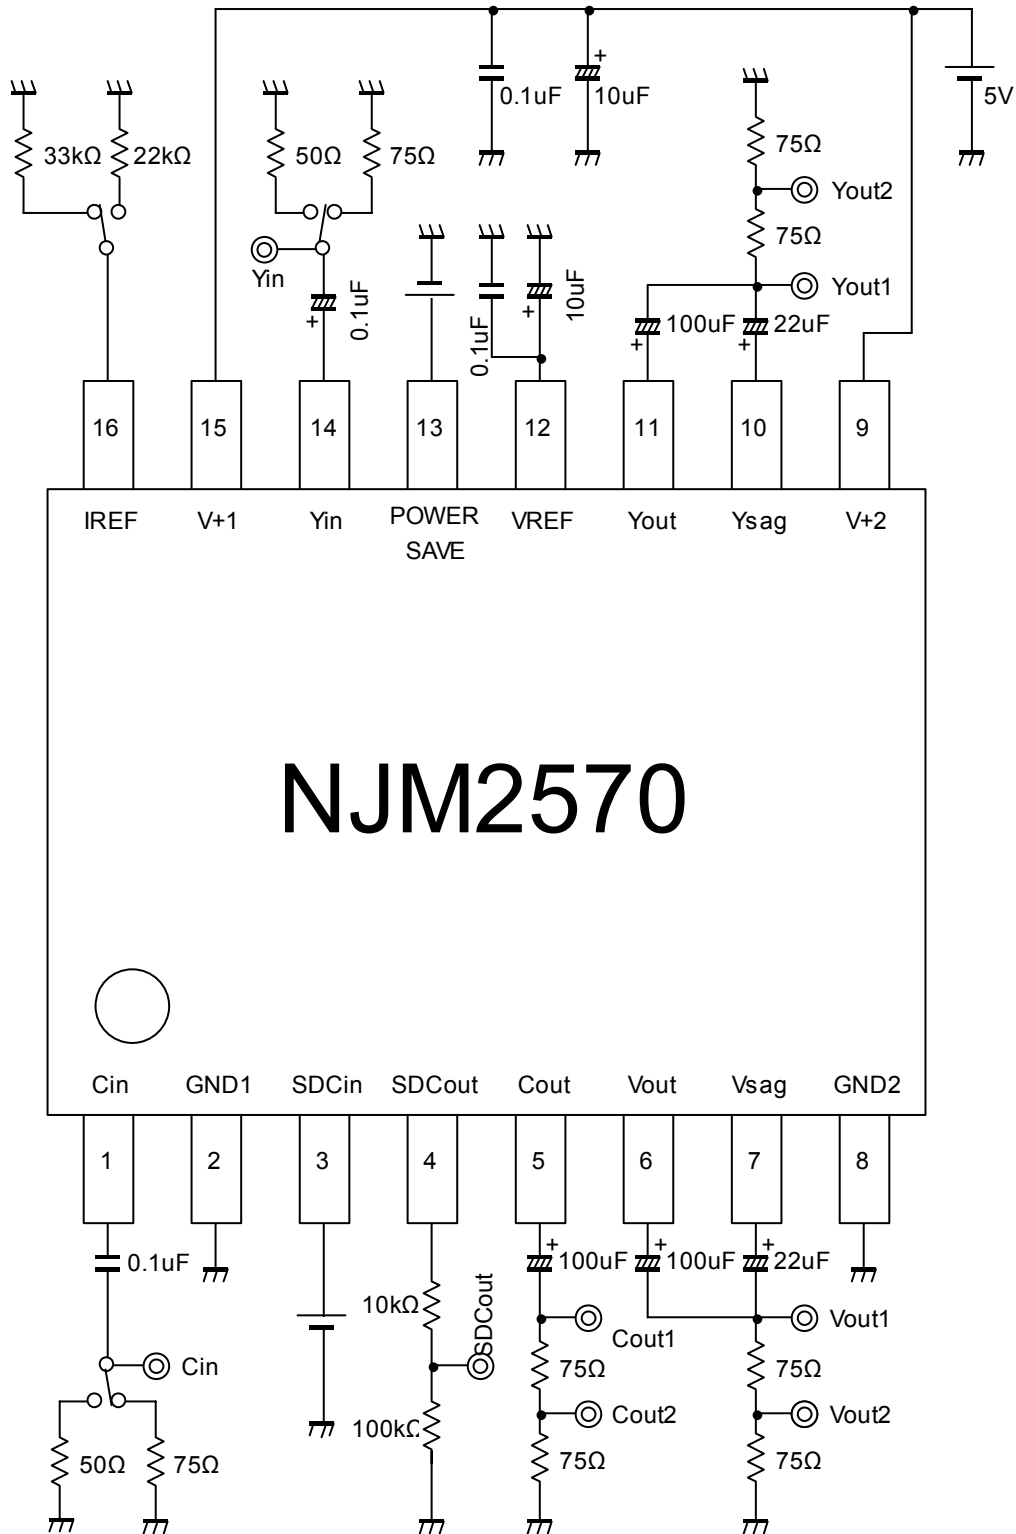 +
0.1uF 10uF 5V
33kΩ 22kΩ 50Ω 75Ω 75Ω
Yout2
75Ω
Yin
Yout1
0.1uF 0.1uF 10uF 100uF 22uF
+ + + +
16 15 14 13 12 11 10 9
IREF V+1 Yin POWER SAVE VREF Yout Ysag V+2
NJM2570
Cin GND1 SDCin SDCout Cout Vout Vsag GND2
1 2 3 4 5 6 7 8
+ + +
0.1uF 100uF 100uF 22uF
10kΩ SDCout Cout1 Vout1
Cin 75Ω 75Ω
100kΩ Cout2 Vout2
50Ω 75Ω 75Ω 75Ω